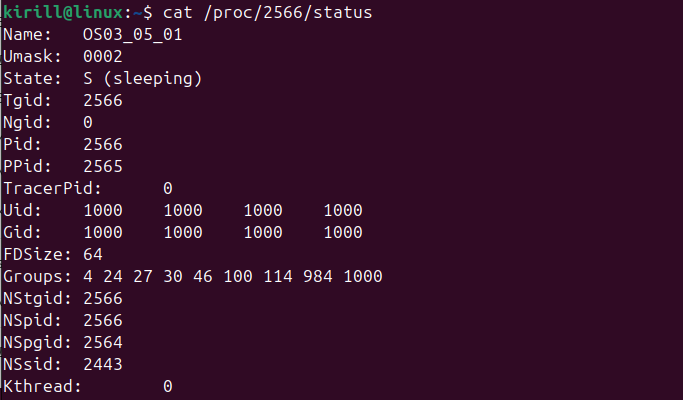 kirill@linux:~$ cat /proc/2566/status
Name:   OS03_05_01
Umask:  0002
State:  S (sleeping)
Tgid:   2566
Ngid:   0
Pid:    2566
PPid:   2565
TracerPid:      0
Uid:    1000    1000    1000    1000
Gid:    1000    1000    1000    1000
FDSize: 64
Groups: 4 24 27 30 46 100 114 984 1000
NStgid: 2566
NSpid:  2566
NSpgid: 2564
NSsid:  2443
Kthread:        0